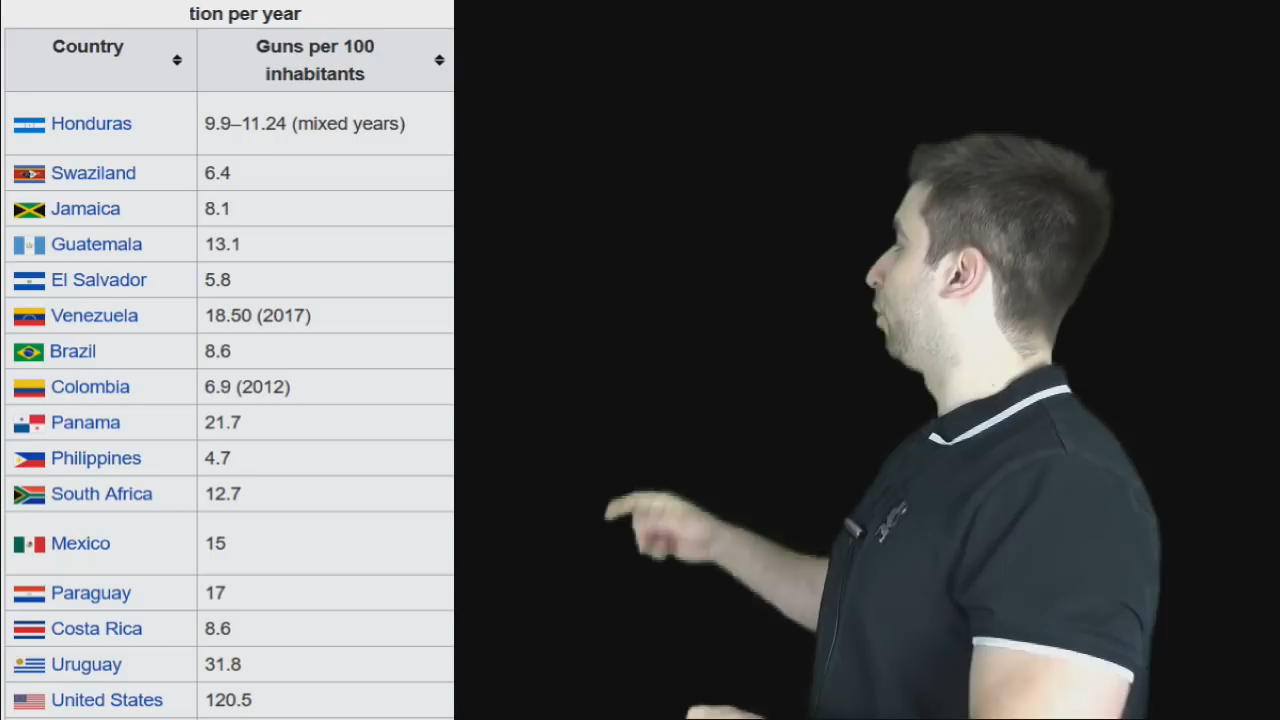 tion per year
Country
Guns per 100
inhabitants
Honduras 9.9–11.24 (mixed years)
Swaziland 6.4
Jamaica 8.1
Guatemala 13.1
El Salvador 5.8
Venezuela 18.50 (2017)
Brazil 8.6
Colombia 6.9 (2012)
Panama 21.7
Philippines 4.7
South Africa 12.7
Mexico 15
Paraguay 17
Costa Rica 8.6
Uruguay 31.8
United States 120.5